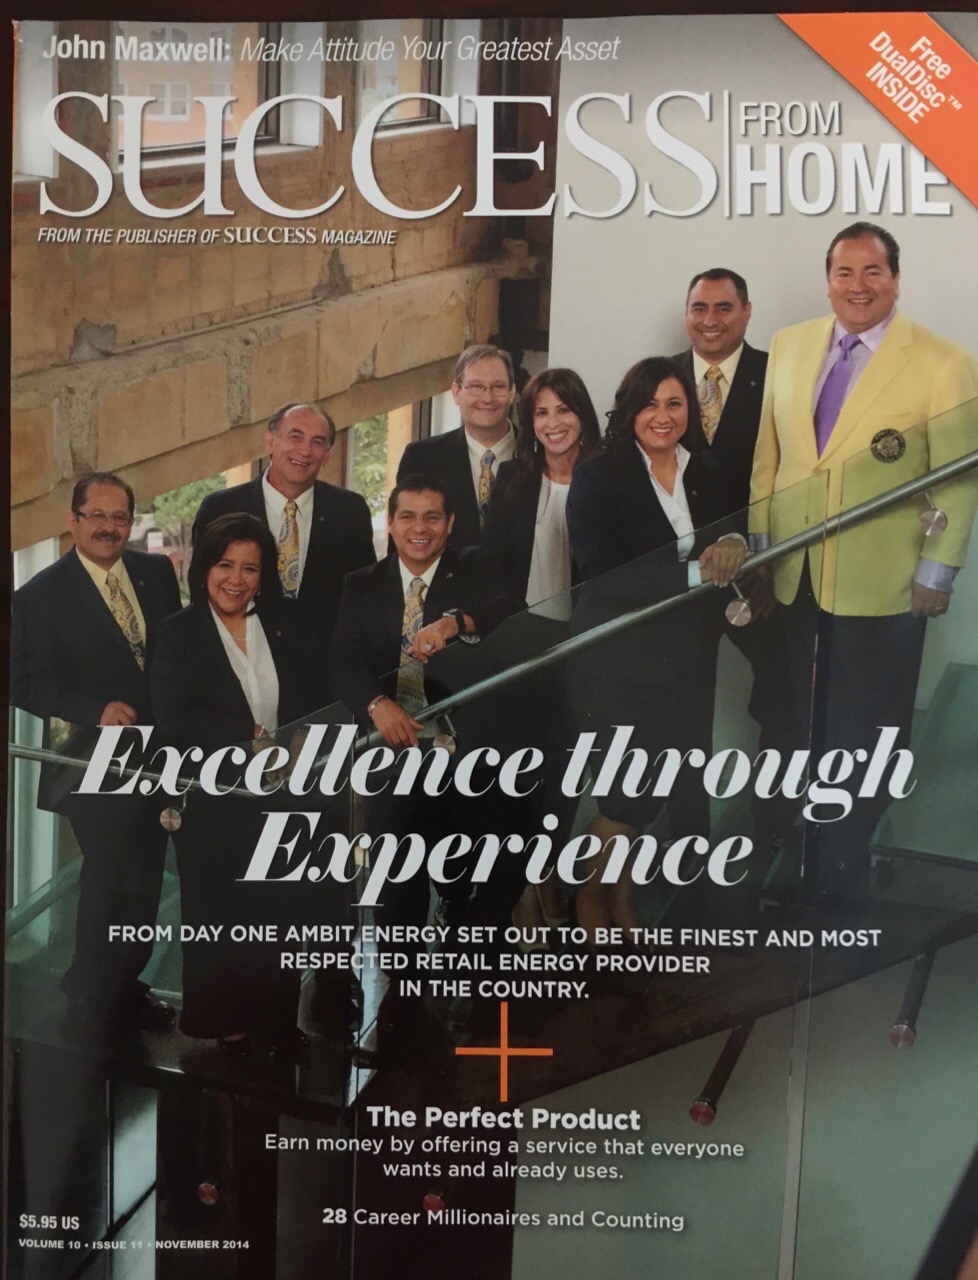 John Maxwell: Make Attitude Your Greatest Asset
Free
DualDisc™
INSIDE
SUCCESS FROM
HOME
FROM THE PUBLISHER OF SUCCESS MAGAZINE
Excellence through
Experience
FROM DAY ONE AMBIT ENERGY SET OUT TO BE THE FINEST AND MOST
RESPECTED RETAIL ENERGY PROVIDER
IN THE COUNTRY.
The Perfect Product
Earn money by offering a service that everyone
wants and already uses.
28 Career Millionaires and Counting
$5.95 US
VOLUME 10 • ISSUE 11 • NOVEMBER 2014